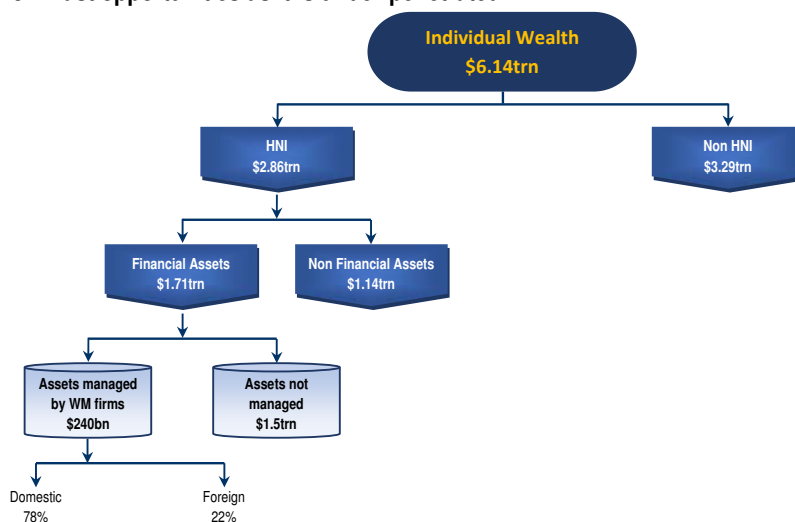 Individual Wealth
$6.14trn
HNI
$2.86trn
Non HNI
$3.29trn
Financial Assets
$1.71trn
Non Financial Assets
$1.14trn
Assets managed
by WM firms
$240bn
Assets not
managed
$1.5trn
Domestic
78%
Foreign
22%